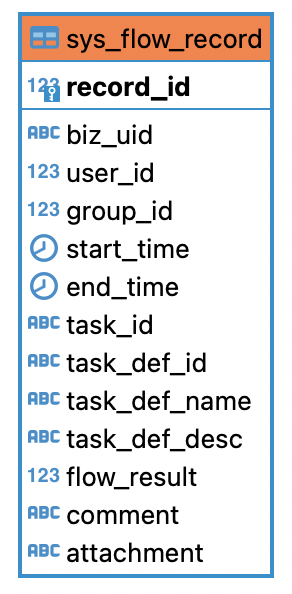 sys_flow_record
123 record_id
ABC biz_uid
123 user_id
123 group_id
start_time
end_time
ABC task_id
ABC task_def_id
ABC task_def_name
ABC task_def_desc
123 flow_result
ABC comment
ABC attachment